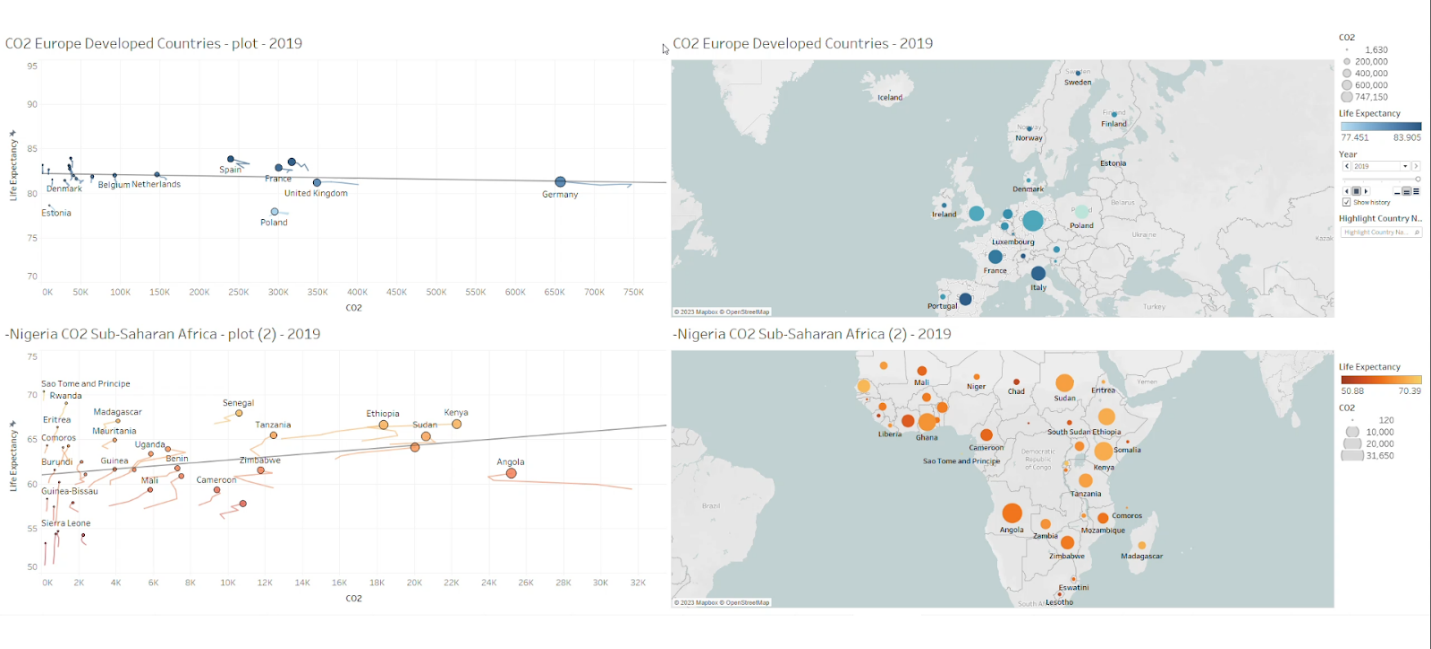 CO2 Europe Developed Countries - plot - 2019
95
90
85
80
75
70
Life Expectancy
Spain
France
United Kingdom
Germany
Denmark
Belgium
Netherlands
Estonia
Poland
0K 50K 100K 150K 200K 250K 300K 350K 400K 450K 500K 550K 600K 650K 700K 750K
CO2
CO2 Europe Developed Countries - 2019
Iceland
Sweden
Finland
Norway
Estonia
Denmark
Belarus
Ireland
Poland
Ukraine
Luxembourg
France
Italy
Portugal
Turkey
© 2023 Mapbox © OpenStreetMap
CO2
1,630
200,000
400,000
600,000
747,150
Life Expectancy
77.451 83.905
Year
2019
Show history
Highlight Country N..
Highlight Country No...
-Nigeria CO2 Sub-Saharan Africa - plot (2) - 2019
75
70
65
60
55
50
Life Expectancy
Sao Tome and Principe
Rwanda
Eritrea
Madagascar
Senegal
Ethiopia
Kenya
Comoros
Mauritania
Tanzania
Sudan
Uganda
Burundi
Guinea
Benin
Zimbabwe
Angola
Guinea-Bissau
Mali
Cameroon
Sierra Leone
0K 2K 4K 6K 8K 10K 12K 14K 16K 18K 20K 22K 24K 26K 28K 30K 32K
CO2
-Nigeria CO2 Sub-Saharan Africa (2) - 2019
Mali
Niger
Chad
Sudan
Eritrea
Yemen
Liberia
Ghana
South Sudan
Ethiopia
Cameroon
Somalia
Democratic
Republic
of Congo
Sao Tome and Principe
Kenya
Tanzania
Brazil
Angola
Comoros
Zambia
Mozambique
Zimbabwe
Madagascar
Eswatini
Lesotho
© 2023 Mapbox © OpenStreetMap
Life Expectancy
50.88 70.39
CO2
120
10,000
20,000
31,650